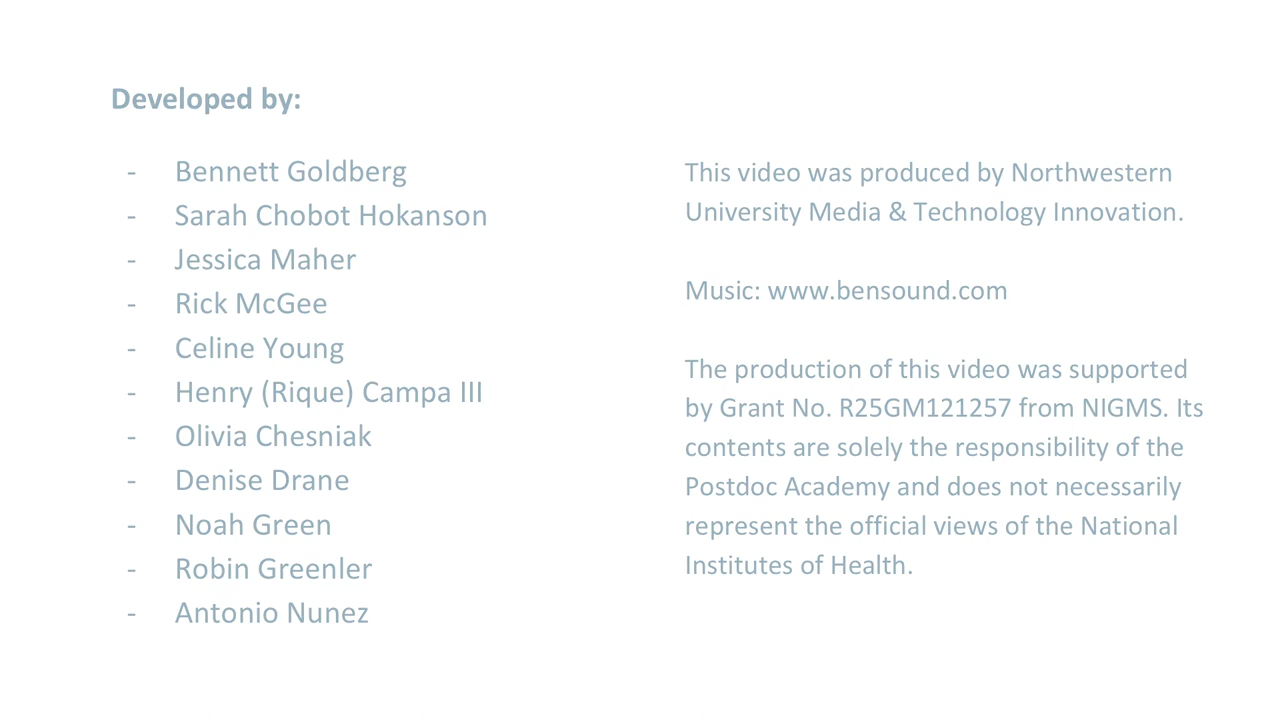 Developed by:
- Bennett Goldberg
- Sarah Chobot Hokanson
- Jessica Maher
- Rick McGee
- Celine Young
- Henry (Rique) Campa III
- Olivia Chesniak
- Denise Drane
- Noah Green
- Robin Greenler
- Antonio Nunez
This video was produced by Northwestern
University Media & Technology Innovation.
Music: www.bensound.com
The production of this video was supported
by Grant No. R25GM121257 from NIGMS. Its
contents are solely the responsibility of the
Postdoc Academy and does not necessarily
represent the official views of the National
Institutes of Health.